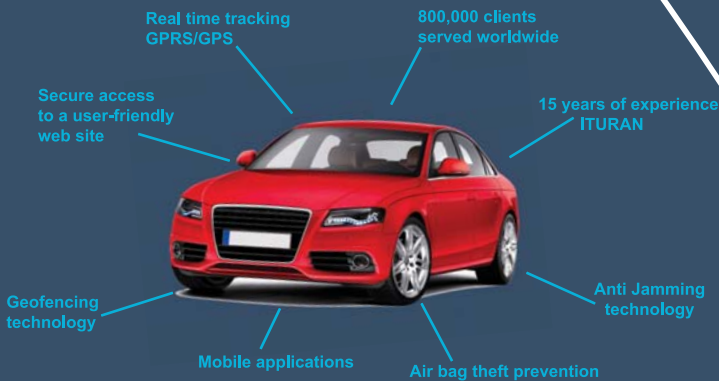 Real time tracking
GPRS/GPS
800,000 clients
served worldwide
Secure access
to a user-friendly
web site
15 years of experience
ITURAN
Geofencing
technology
Anti Jamming
technology
Mobile applications
Air bag theft prevention